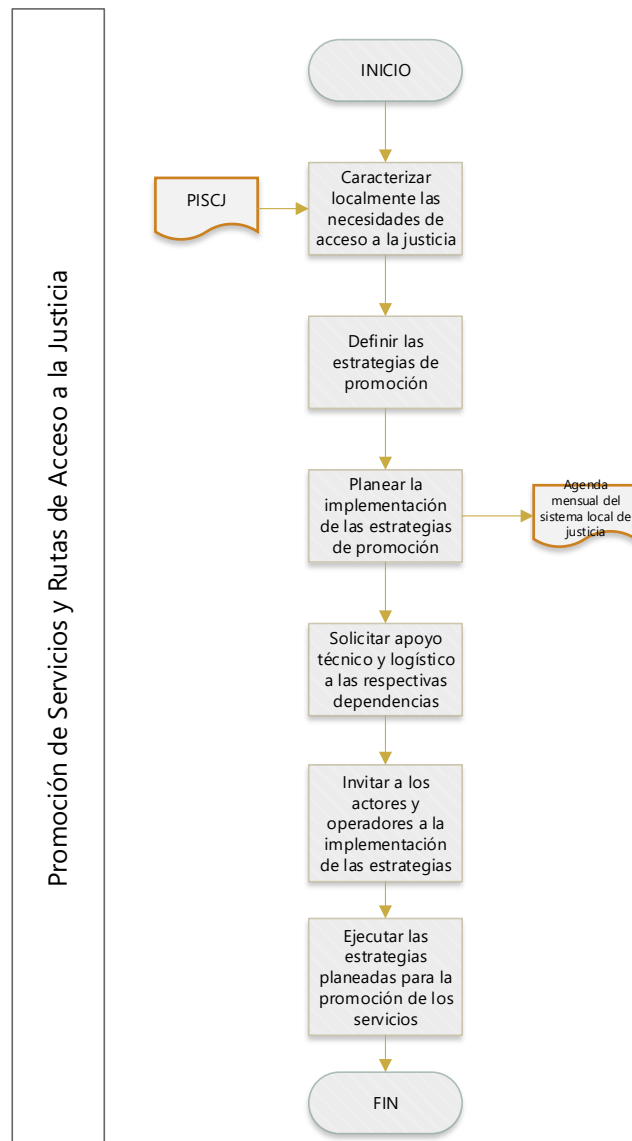 Promoción de Servicios y Rutas de Acceso a la Justicia
INICIO
PISCJ
Caracterizar
localmente las
necesidades de
acceso a la justicia
Definir las
estrategias de
promoción
Planear la
implementación
de las estrategias
de promoción
Agenda
mensual del
sistema local de
justicia
Solicitar apoyo
técnico y logístico
a las respectivas
dependencias
Invitar a los
actores y
operadores a la
implementación
de las estrategias
Ejecutar las
estrategias
planeadas para la
promoción de los
servicios
FIN